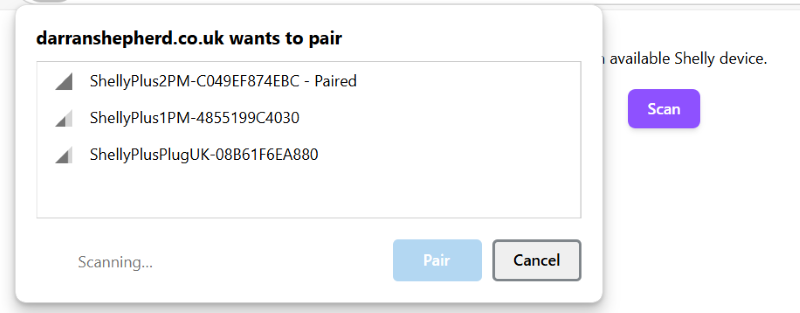 darranshepherd.co.uk wants to pair
available Shelly device.
ShellyPlus2PM-C049EF874EBC - Paired
ShellyPlus1PM-4855199C4030
Scan
ShellyPlusPlugUK-08B61F6EA880
Scanning...
Pair
Cancel